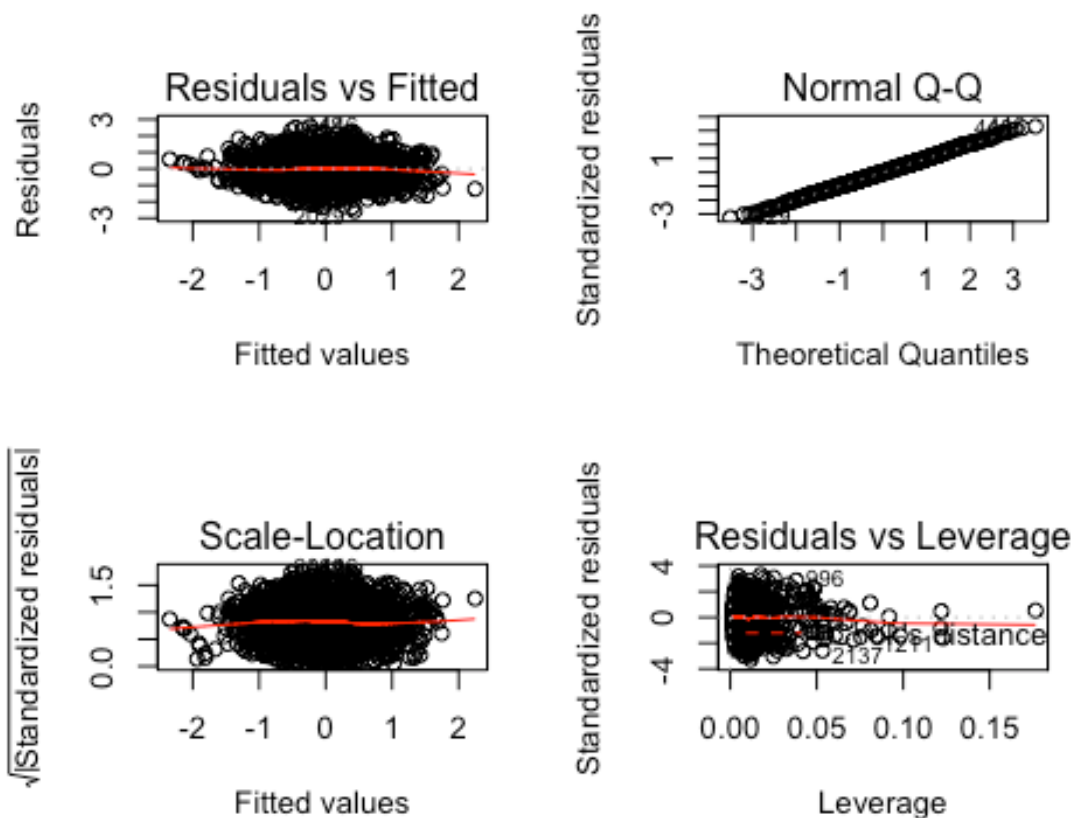 Residuals vs Fitted
Residuals
3
0
-3
-2 -1 0 1 2
Fitted values
Normal Q-Q
Standardized residuals
1
-3
-3 -1 1 2 3
Theoretical Quantiles
Scale-Location
√|Standardized residuals|
1.5
0.0
-2 -1 0 1 2
Fitted values
Residuals vs Leverage
Standardized residuals
4
0
-4
996
distance
1211
2137
0.00 0.05 0.10 0.15
Leverage